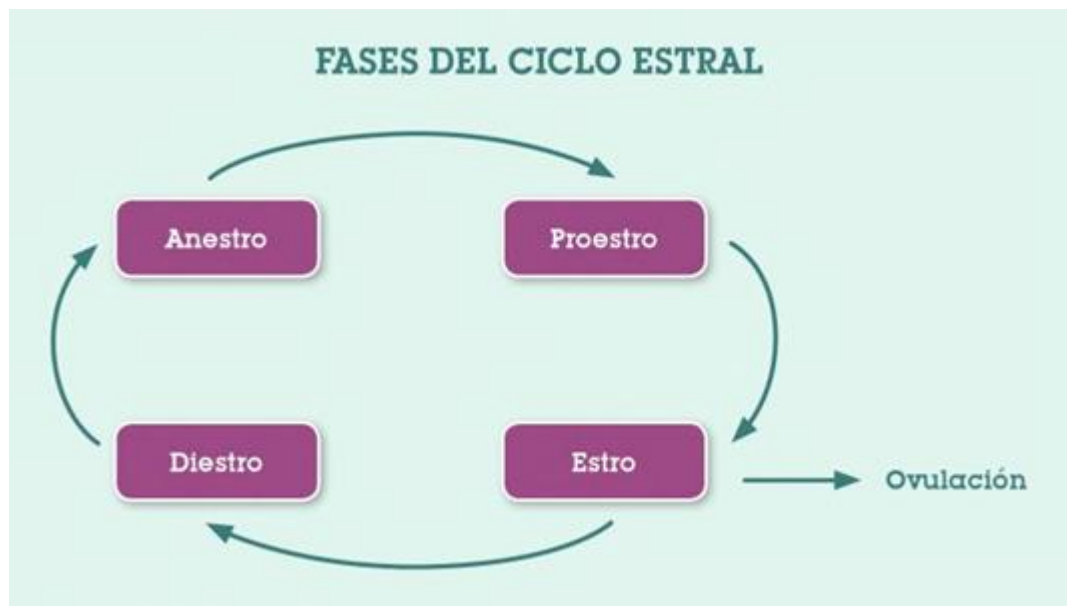 FASES DEL CICLO ESTRAL
Anestro
Proestro
Diestro
Estro
Ovulación